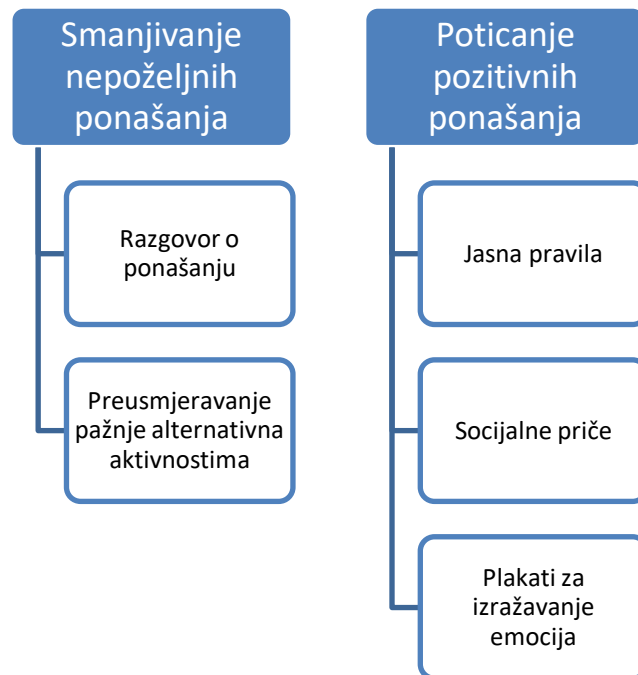 Smanjivanje
nepoželjnih
ponašanja
Razgovor o
ponašanju
Preusmjeravanje
pažnje alternativna
aktivnostima
Poticanje
pozitivnih
ponašanja
Jasna pravila
Socijalne priče
Plakati za
izražavanje
emocija